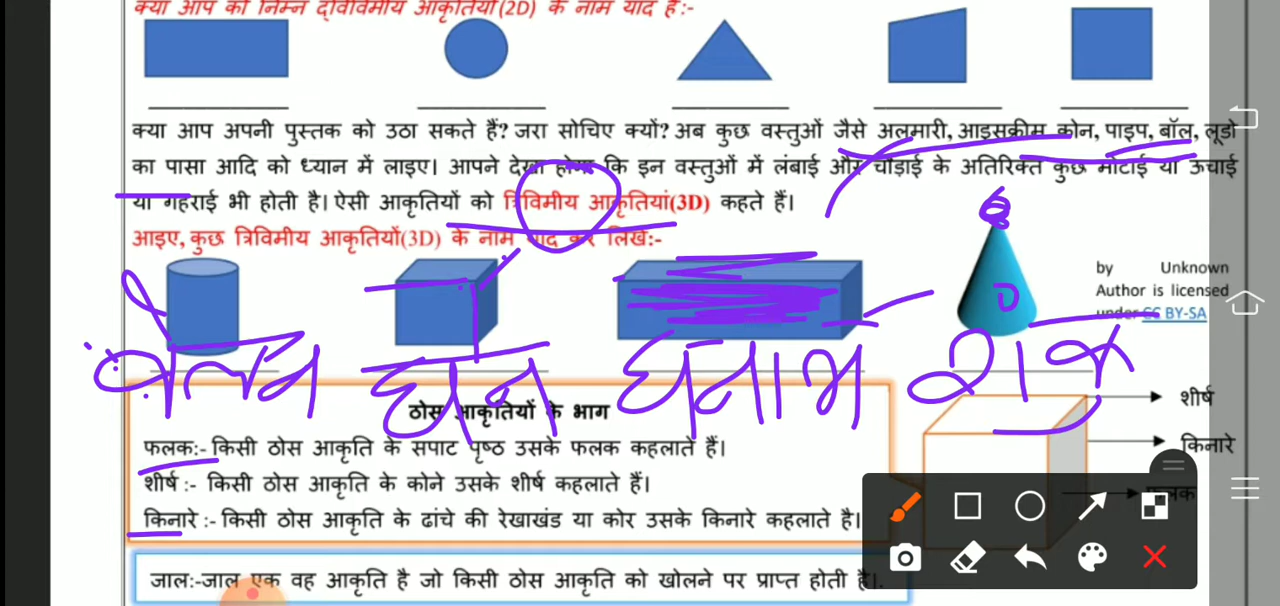 क्या आप को निम्न द्विविमीय आकृतियां(2D) के नाम याद हैं:-
क्या आप अपनी पुस्तक को उठा सकते हैं? जरा सोचिए क्यों? अब कुछ वस्तुओं जैसे अलमारी, आइसक्रीम कोन, पाइप, बॉल, लूडो
का पासा आदि को ध्यान में लाइए। आपने देखा होगा कि इन वस्तुओं में लंबाई और चौड़ाई के अतिरिक्त कुछ मोटाई या ऊंचाई
या गहराई भी होती है। ऐसी आकृतियों को त्रिविमीय आकृतियां(3D) कहते हैं।
आइए, कुछ त्रिविमीय आकृतियों(3D) के नाम याद कर लिखें:-
by Unknown
Author is licensed
under CC BY-SA
बेलन घन घनाभ शंकु
ठोस आकृतियों के भाग
शीर्ष
फलक:- किसी ठोस आकृति के सपाट पृष्ठ उसके फलक कहलाते हैं।
किनारे
शीर्ष :- किसी ठोस आकृति के कोने उसके शीर्ष कहलाते हैं।
फलक
किनारे :- किसी ठोस आकृति के ढांचे की रेखाखंड या कोर उसके किनारे कहलाते है।
जाल:-जाल एक वह आकृति है जो किसी ठोस आकृति को खोलने पर प्राप्त होती है।.